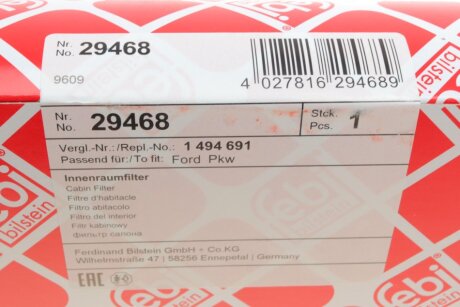 Nr.
No. 29468
9609
4 027816 294689
Nr.
No. 29468
Stck.
Pcs. 1
Vergl.-Nr.:/Repl.-No.: 1 494 691
Passend für:/To fit: Ford Pkw
Innenraumfilter
Cabin Filter
Filtre d'habitacle
Filtro abitacolo
Filtro del interior
Filtr kabinowy
фильтр салона
Ferdinand Bilstein GmbH + Co.KG
Wilhelmstraße 47 | 58256 Ennepetal | Germany
EAC
febi
bilstein
bilstein
febi